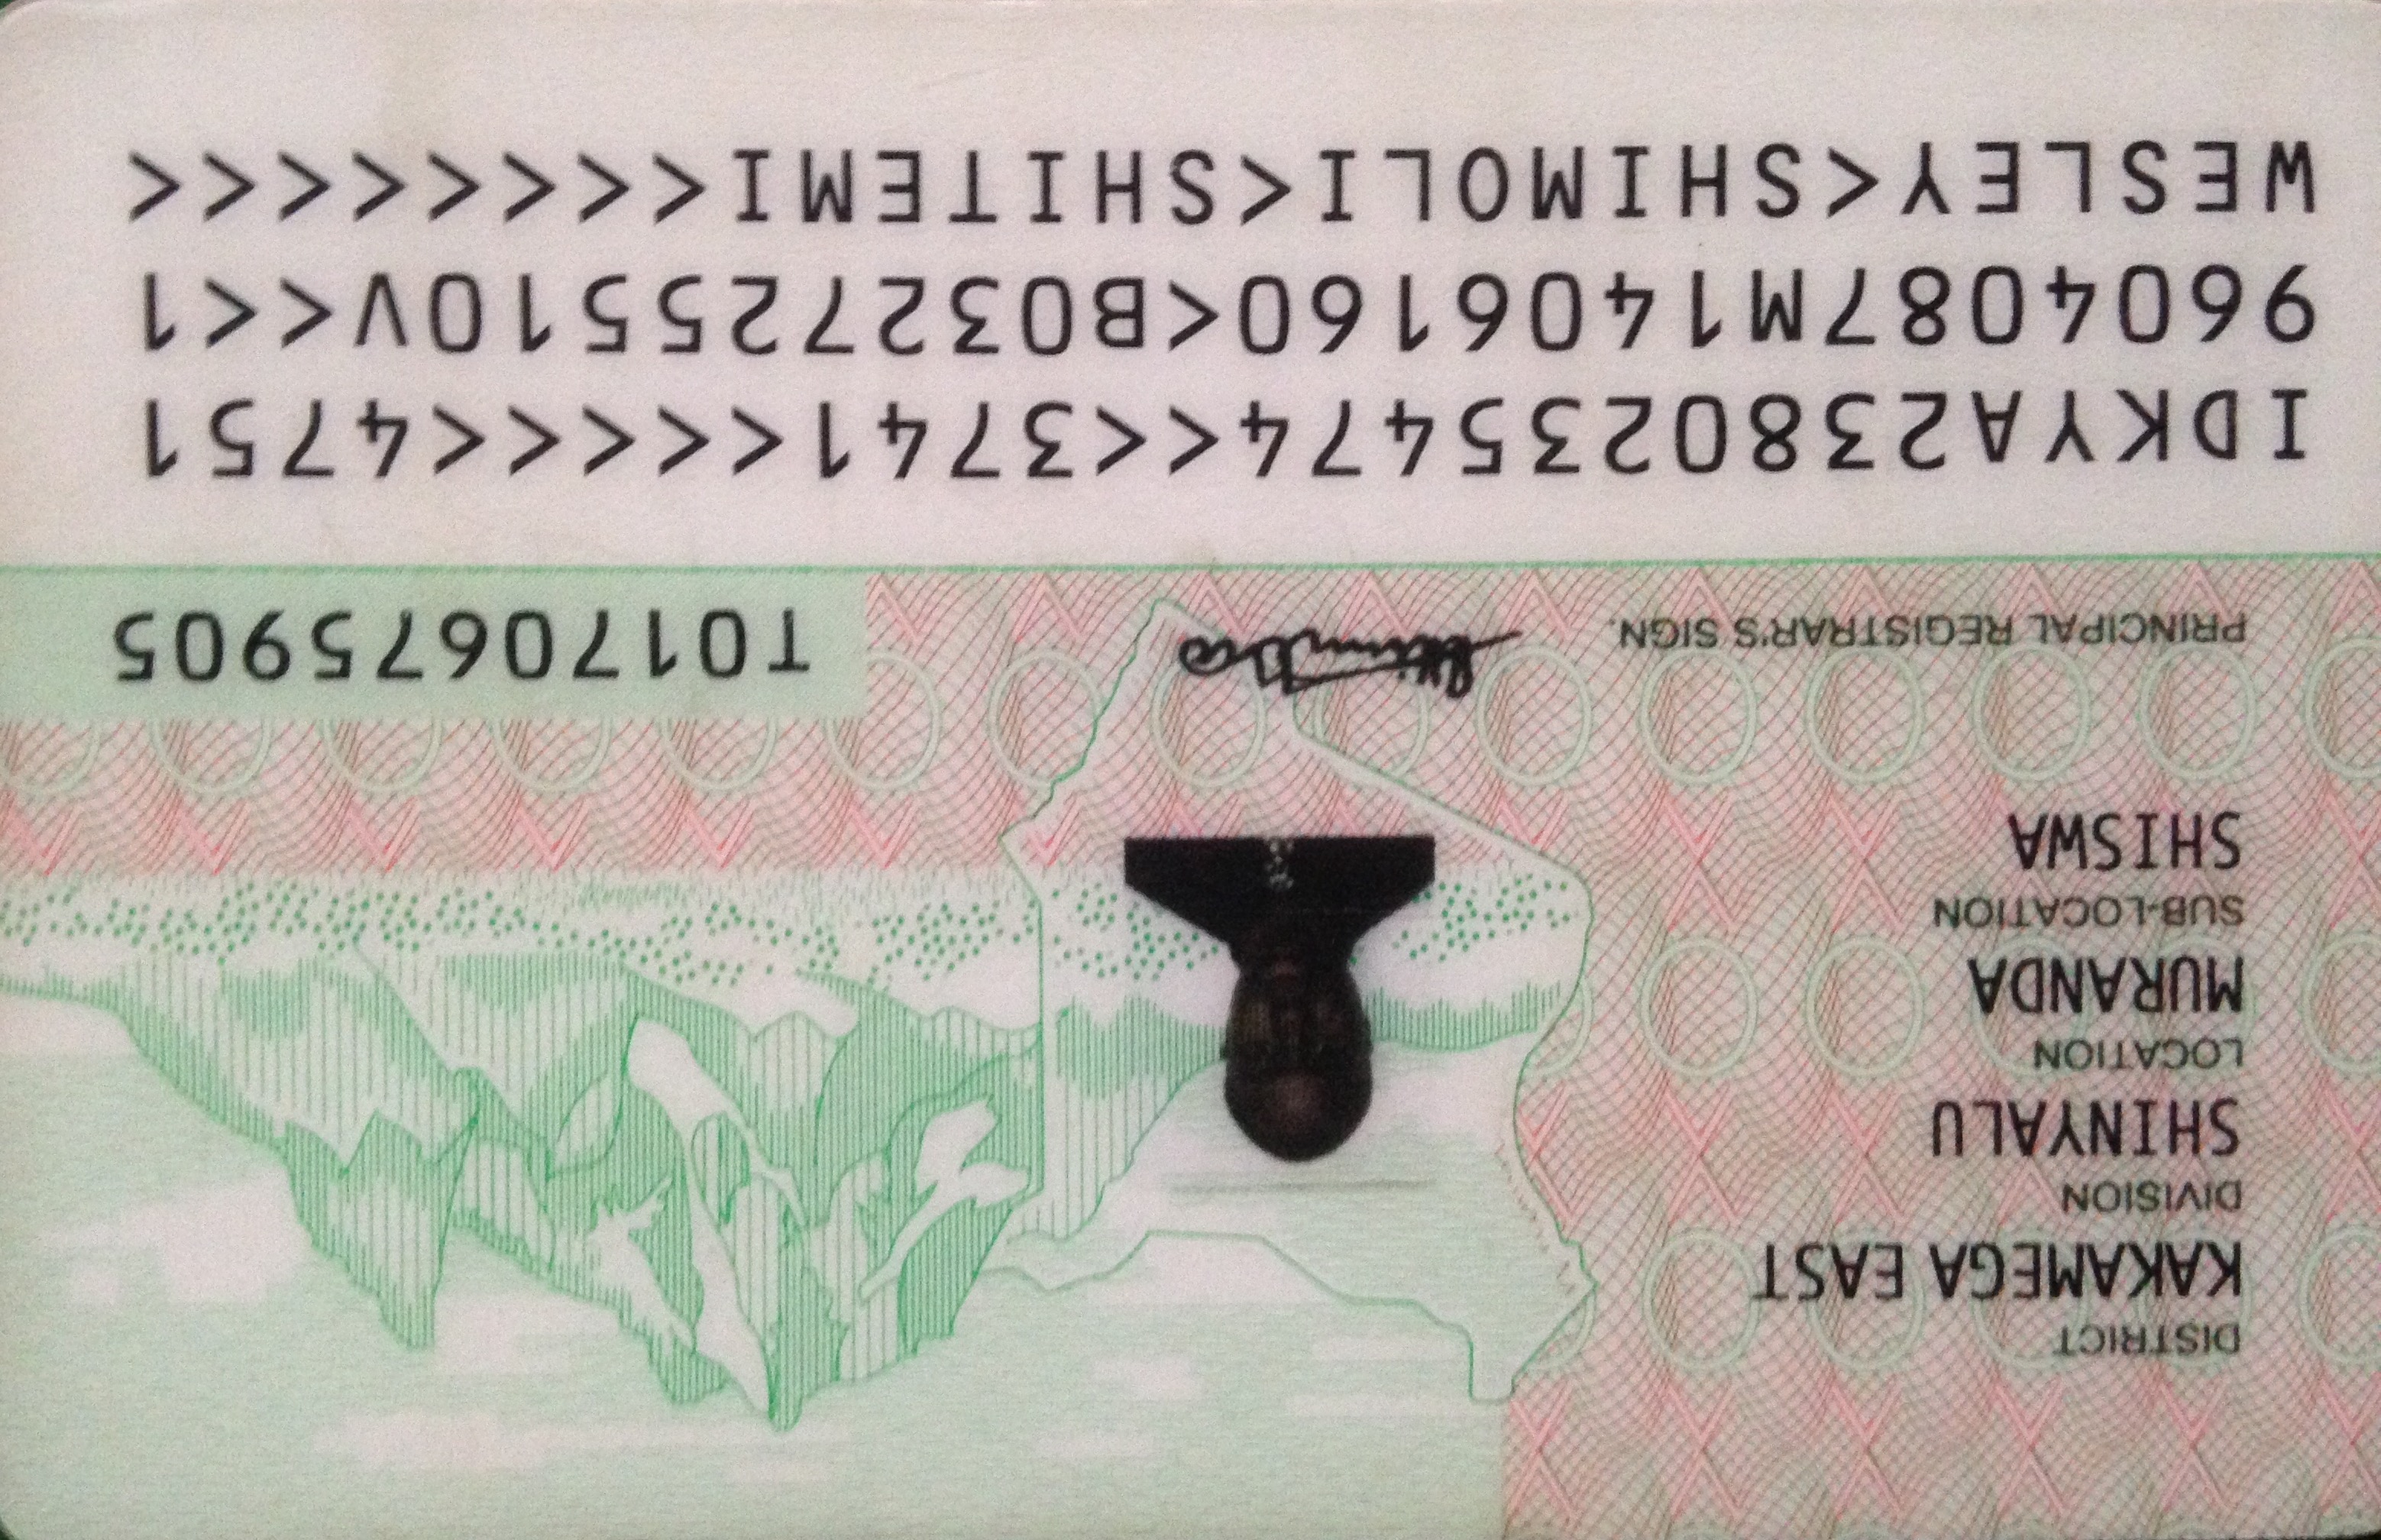 DISTRICT
KAKAMEGA EAST
DIVISION
SHINYALU
LOCATION
MURANDA
SUB-LOCATION
SHISWA
PRINCIPAL REGISTRAR'S SIGN.
T0170675905
IDKYA2380235474<<3741<<<<<4751
9604087M1406160<B032725510V<<1
WESLEY<SHIMOLI<SHITEMI<<<<<<<<